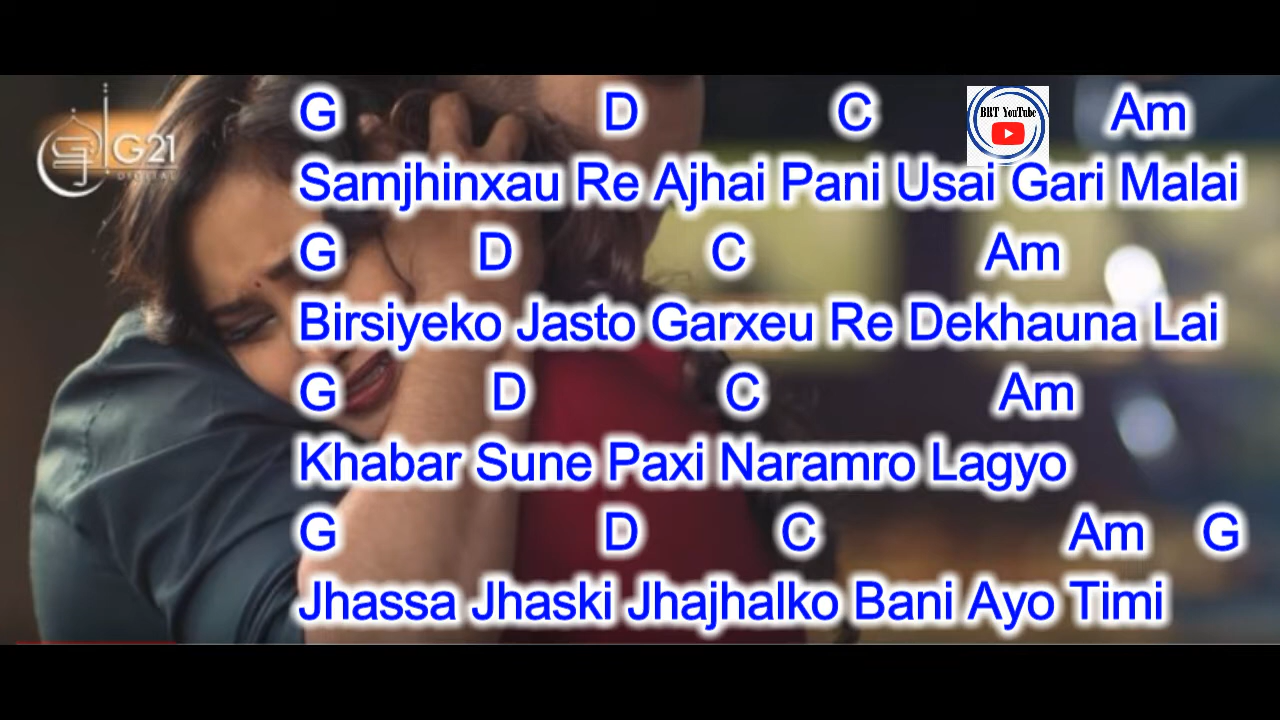 G D C Am
Samjhinxau Re Ajhai Pani Usai Gari Malai
G D C Am
Birsiyeko Jasto Garxeu Re Dekhauna Lai
G D C Am
Khabar Sune Paxi Naramro Lagyo
G D C Am G
Jhassa Jhaski Jhajhalko Bani Ayo Timi
G21
DIGITAL
BRT YouTube